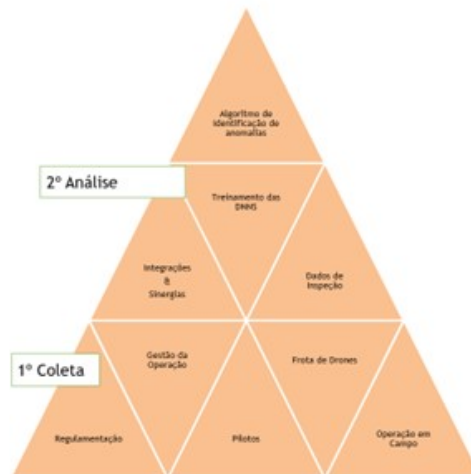 Algoritmo de
identificação de
anomalias
2º Análise
Treinamento das
DNNS
Integrações
&
Sinergias
Dados de
Inspeção
1º Coleta
Gestão da
Operação
Frota de Drones
Regulamentação
Pilotos
Operação em
Campo